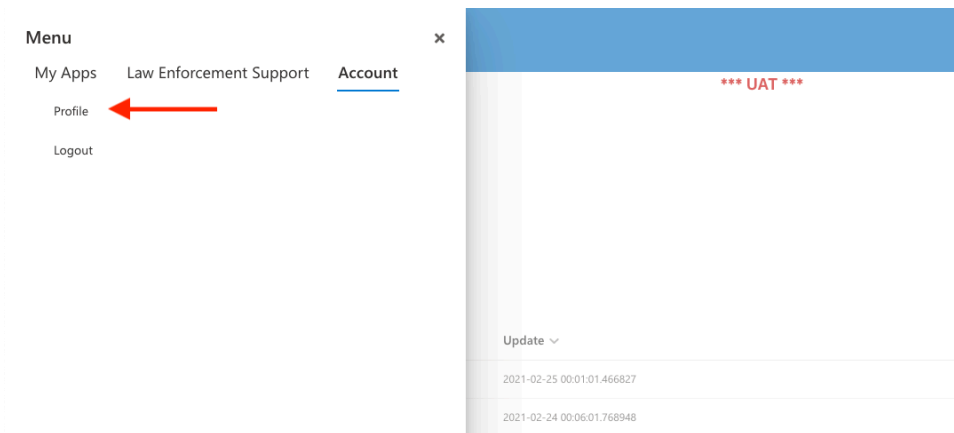 Menu ×
My Apps Law Enforcement Support Account
Profile
Logout
*** UAT ***
Update
2021-02-25 00:01:01.466827
2021-02-24 00:06:01.768948